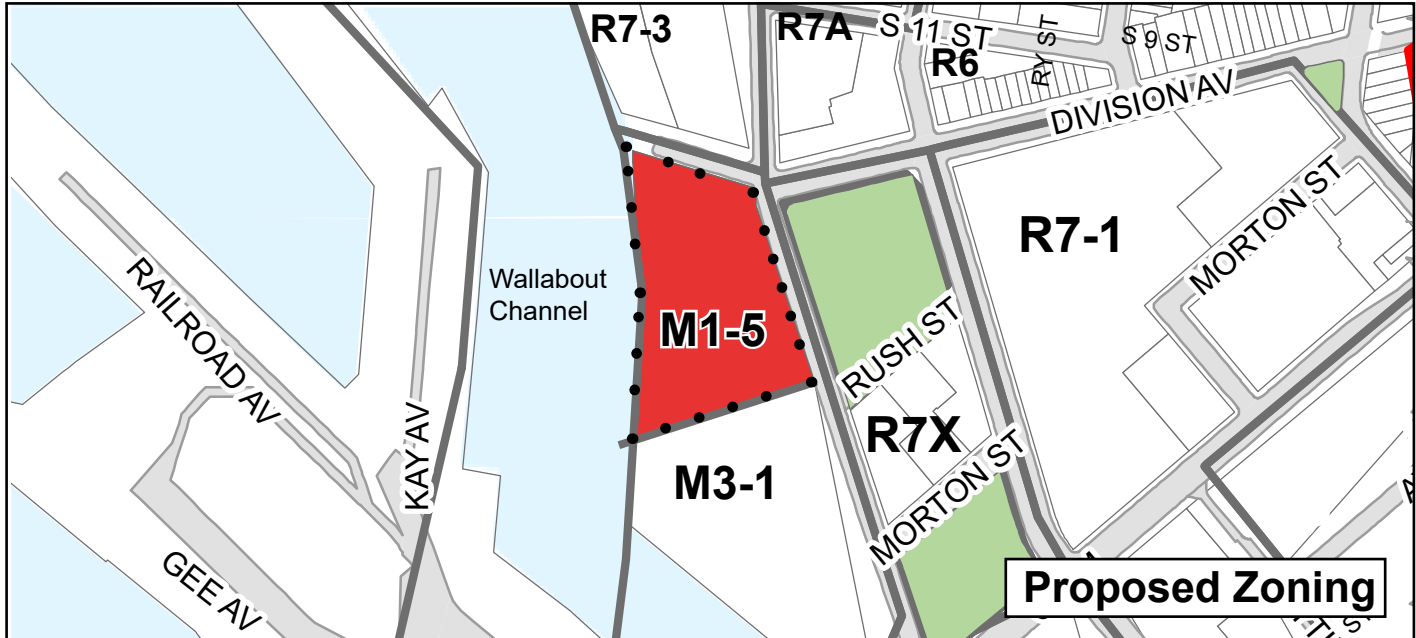 R7-3
R7A
S 11 ST
R6
RY ST
S 9 ST
DIVISION AV
MORTON ST
R7-1
Wallabout
Channel
RAILROAD AV
M1-5
RUSH ST
KAY AV
R7X
M3-1
MORTON ST
GEE AV
Proposed Zoning